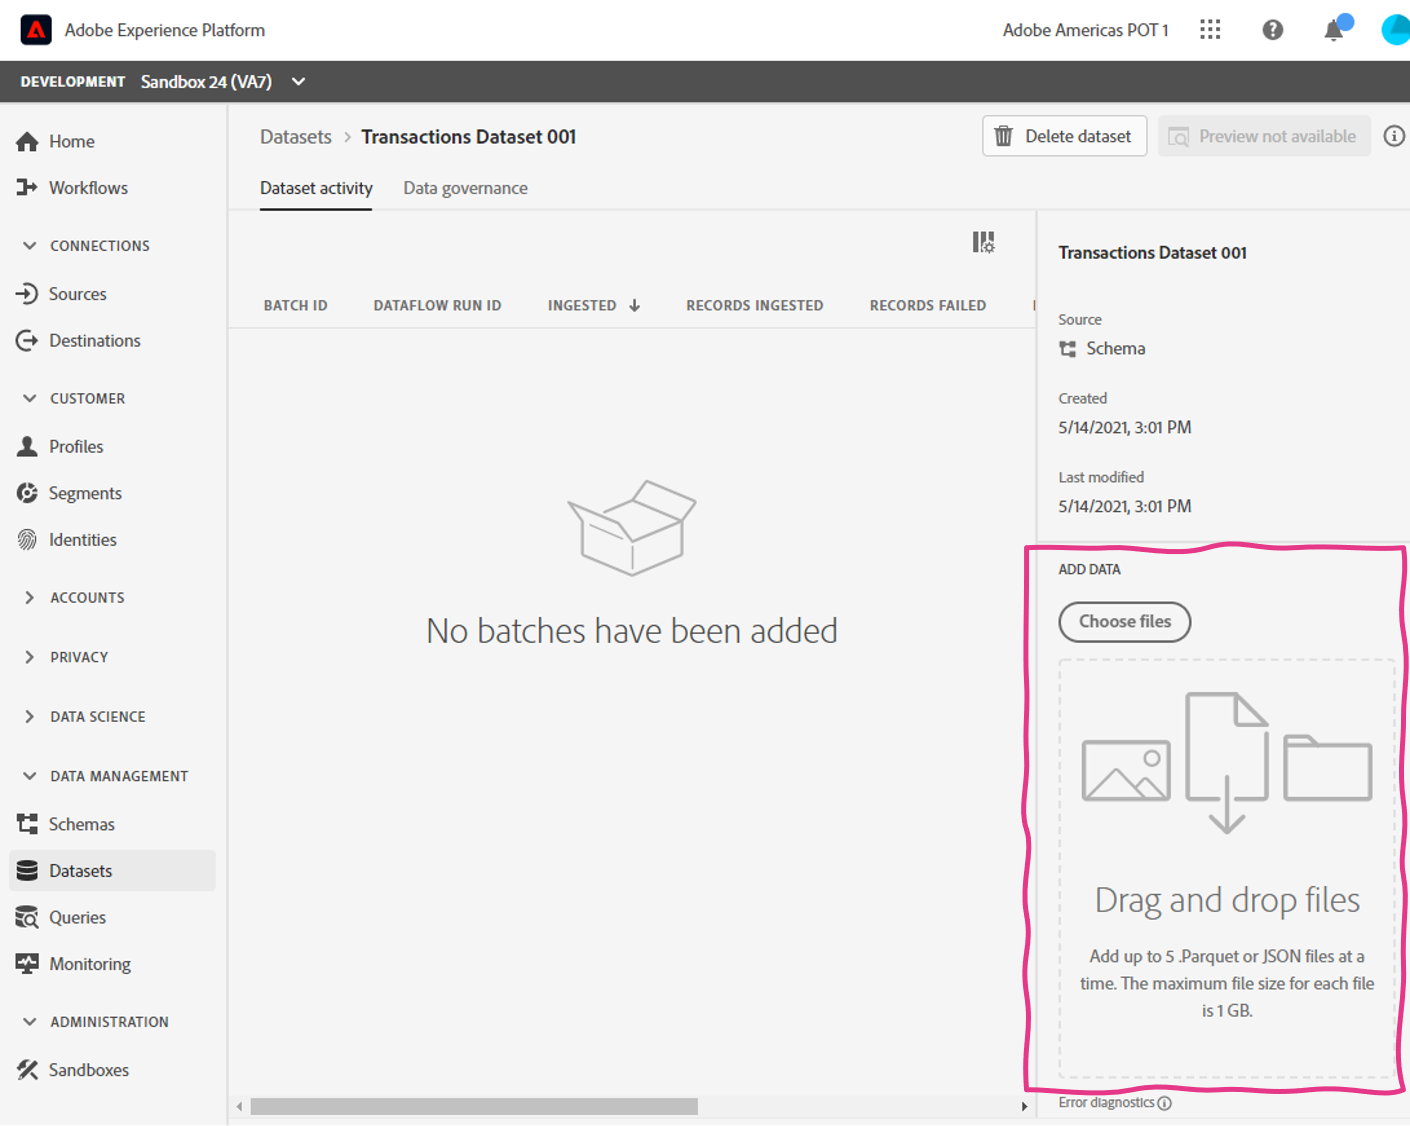 Adobe Experience Platform
Adobe Americas POT 1
DEVELOPMENT Sandbox 24 (VA7)
Home
Workflows
CONNECTIONS
Sources
Destinations
CUSTOMER
Profiles
Segments
Identities
ACCOUNTS
PRIVACY
DATA SCIENCE
DATA MANAGEMENT
Schemas
Datasets
Queries
Monitoring
ADMINISTRATION
Sandboxes
Datasets > Transactions Dataset 001
Delete dataset
Preview not available
Dataset activity
Data governance
BATCH ID DATAFLOW RUN ID INGESTED RECORDS INGESTED RECORDS FAILED
No batches have been added
Transactions Dataset 001
Source
Schema
Created
5/14/2021, 3:01 PM
Last modified
5/14/2021, 3:01 PM
ADD DATA
Choose files
Drag and drop files
Add up to 5 .Parquet or JSON files at a
time. The maximum file size for each file
is 1 GB.
Error diagnostics